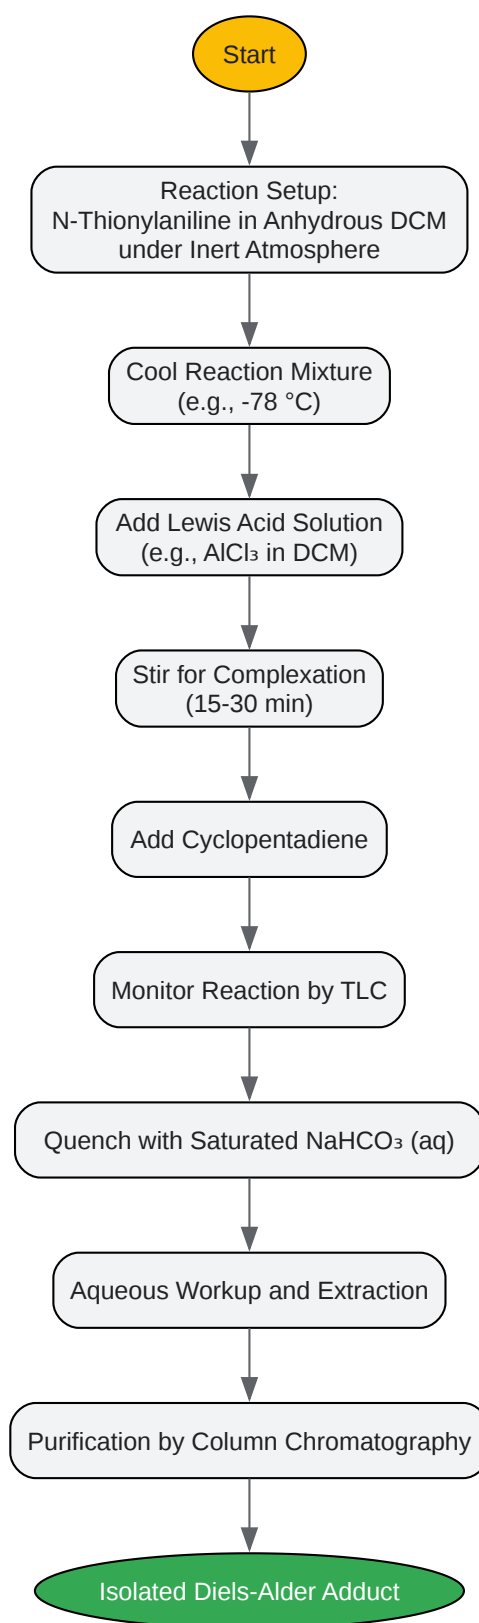 Start
Reaction Setup:
N-Thionylaniline in Anhydrous DCM
under Inert Atmosphere
Cool Reaction Mixture
(e.g., -78 °C)
Add Lewis Acid Solution
(e.g., AlCl₃ in DCM)
Stir for Complexation
(15-30 min)
Add Cyclopentadiene
Monitor Reaction by TLC
Quench with Saturated NaHCO₃ (aq)
Aqueous Workup and Extraction
Purification by Column Chromatography
Isolated Diels-Alder Adduct